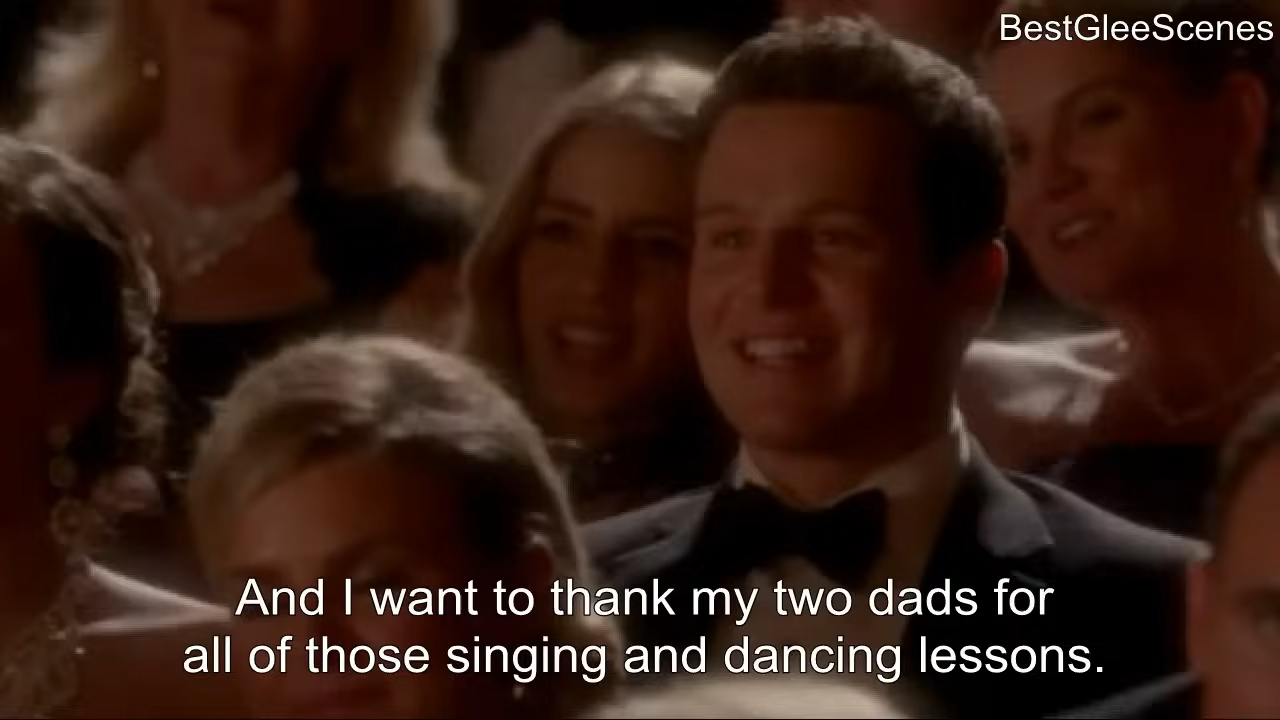 BestGleeScenes
And I want to thank my two dads for
all of those singing and dancing lessons.